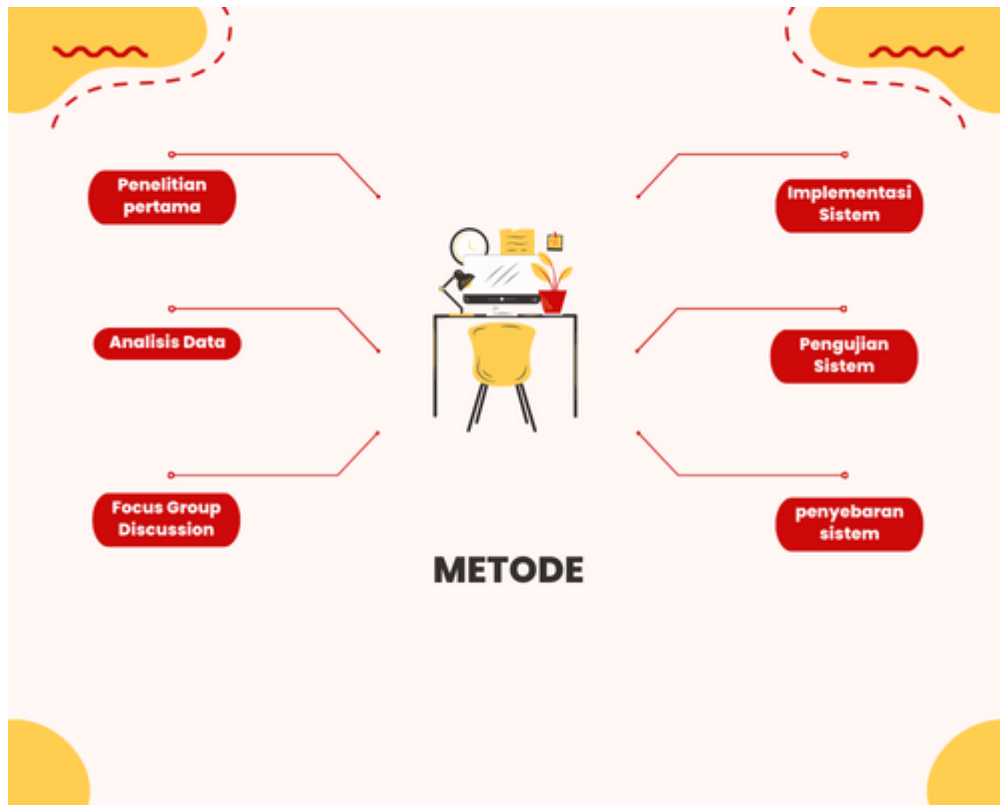 Penelitian
pertama
Analisis Data
Focus Group
Discussion
Implementasi
Sistem
Pengujian
Sistem
penyebaran
sistem
METODE